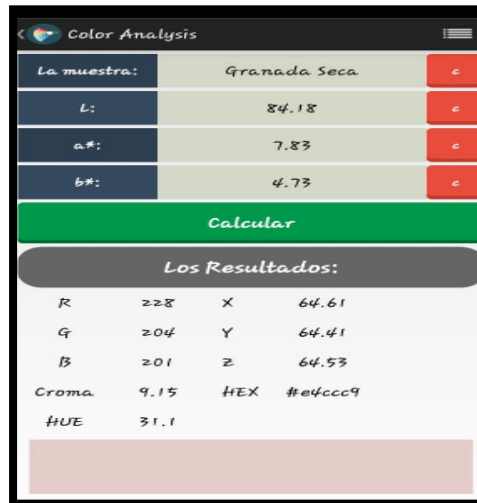 Color Analysis
La muestra: Granada Seca c
L: 84.18 c
a*: 7.83 c
b*: 4.73 c
Calcular
Los Resultados:
R 228 X 64.61
G 204 Y 64.41
B 201 Z 64.53
Croma 9.15 HEX #e4ccc9
HUE 31.1